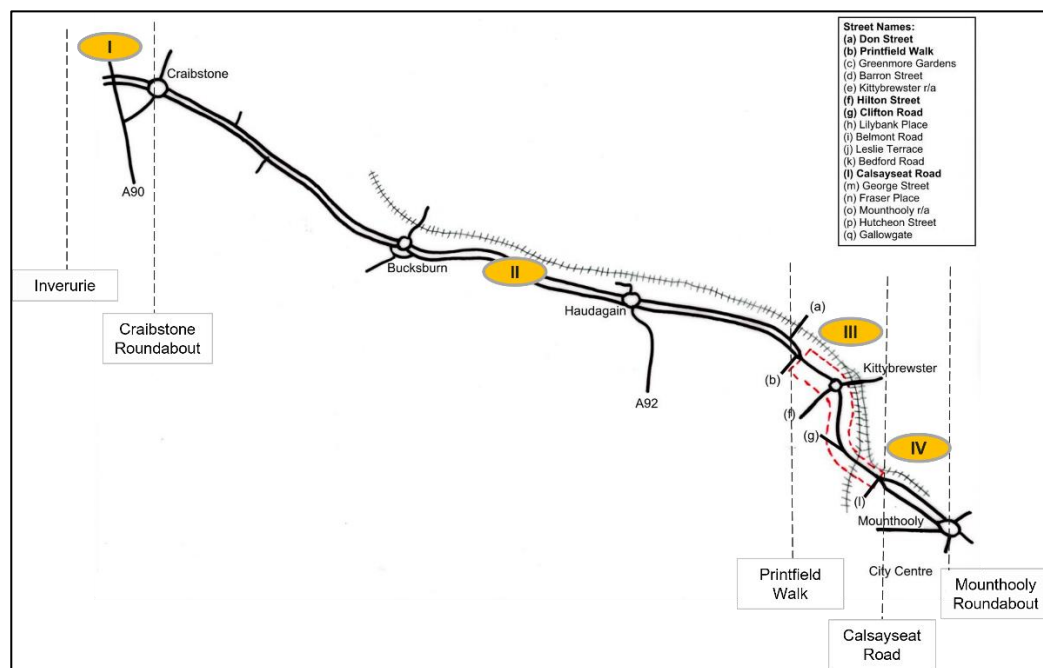 I
Craibstone
A90
Inverurie
Craibstone
Roundabout
Bucksburn
II
Haudagain
A92
Street Names:
(a) Don Street
(b) Printfield Walk
(c) Greenmore Gardens
(d) Barron Street
(e) Kittybrewster r/a
(f) Hilton Street
(g) Clifton Road
(h) Lilybank Place
(i) Belmont Road
(j) Leslie Terrace
(k) Bedford Road
(l) Calsayseat Road
(m) George Street
(n) Fraser Place
(o) Mounthooly r/a
(p) Hutcheon Street
(q) Gallowgate
(a)
III
(b)
Kittybrewster
(f)
(g)
IV
(l)
Mounthooly
City Centre
Printfield
Walk
Mounthooly
Roundabout
Calsayseat
Road